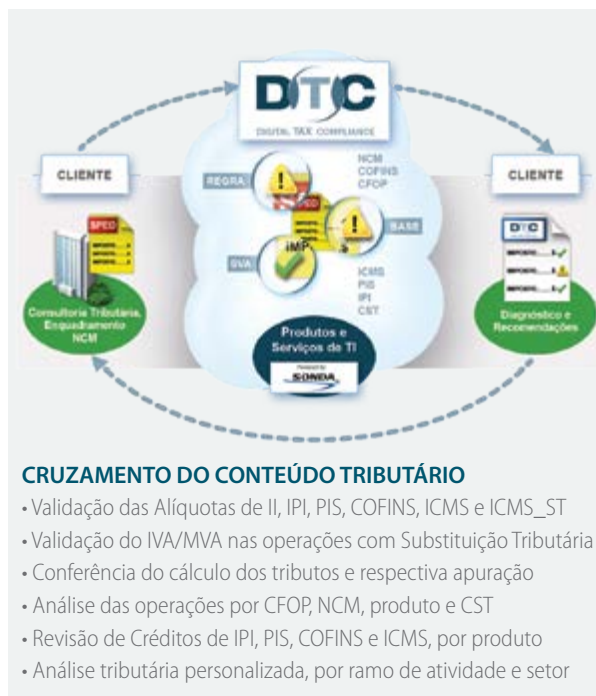 DTC
DIGITAL TAX COMPLIANCE
CLIENTE
SPED
Consultoria Tributária,
Enquadramento
NCM
REGRA
NCM
COFINS
CFOP
SPED
BASE
IMP
GVA
ICMS
PIS
IPI
CST
Produtos e
Serviços de TI
Powered by
SONDA
CLIENTE
DTC
Diagnóstico e
Recomendações
CRUZAMENTO DO CONTEÚDO TRIBUTÁRIO
• Validação das Alíquotas de II, IPI, PIS, COFINS, ICMS e ICMS_ST
• Validação do IVA/MVA nas operações com Substituição Tributária
• Conferência do cálculo dos tributos e respectiva apuração
• Análise das operações por CFOP, NCM, produto e CST
• Revisão de Créditos de IPI, PIS, COFINS e ICMS, por produto
• Análise tributária personalizada, por ramo de atividade e setor